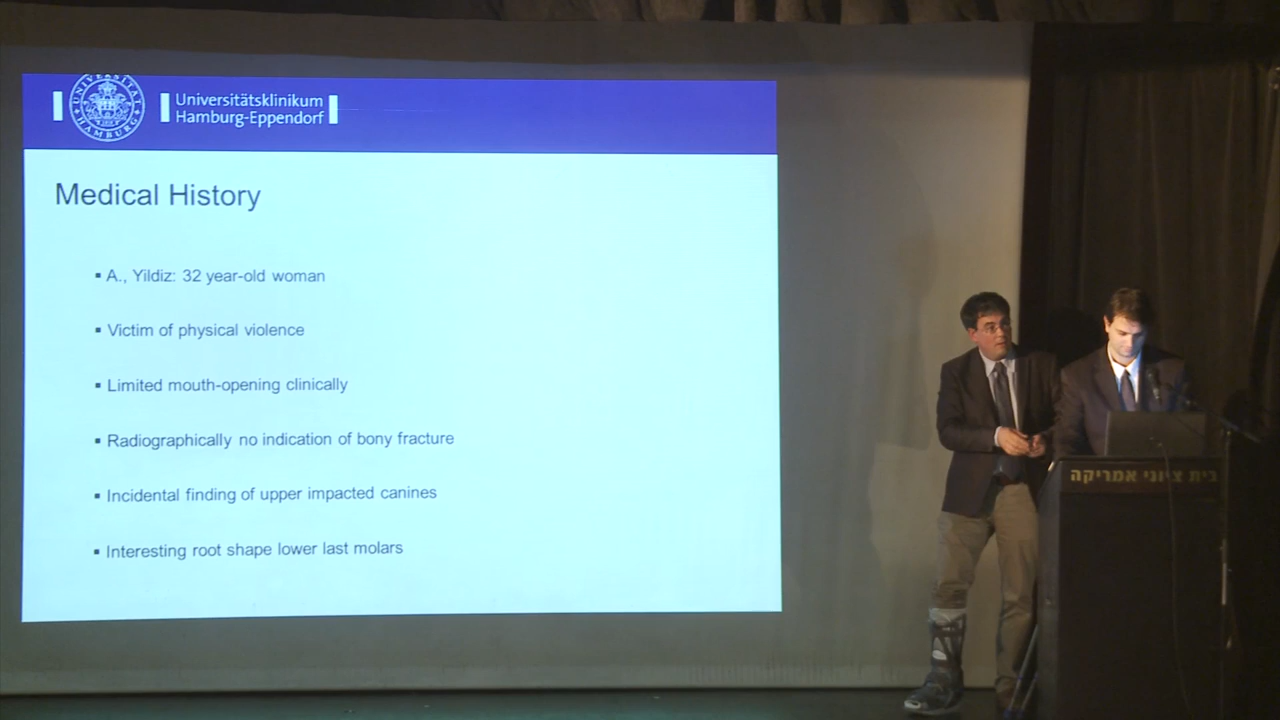 UNIVERSITÄT
HAMBURG
Universitätsklinikum
Hamburg-Eppendorf
Medical History
▪ A., Yildiz: 32 year-old woman
▪ Victim of physical violence
▪ Limited mouth-opening clinically
▪ Radiographically no indication of bony fracture
▪ Incidental finding of upper impacted canines
▪ Interesting root shape lower last molars
בית ציוני אמריקה